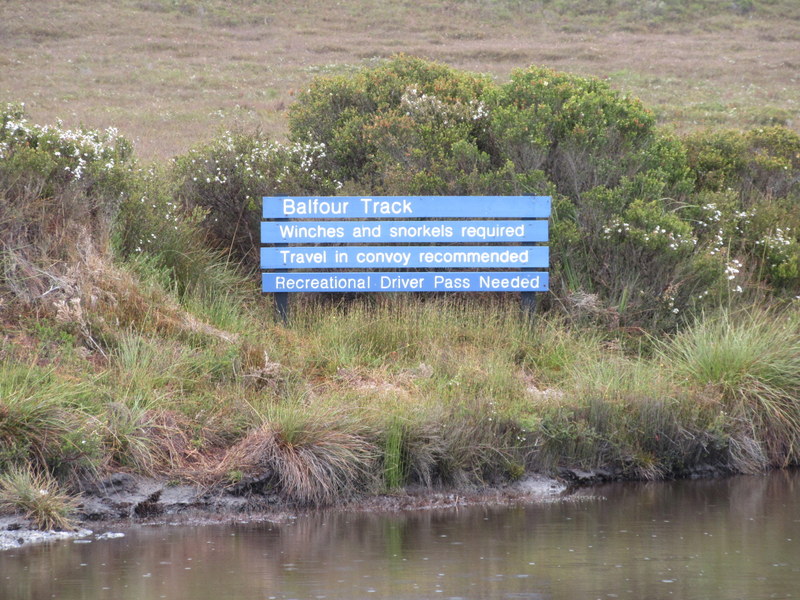 Balfour Track
Winches and snorkels required
Travel in convoy recommended
Recreational Driver Pass Needed